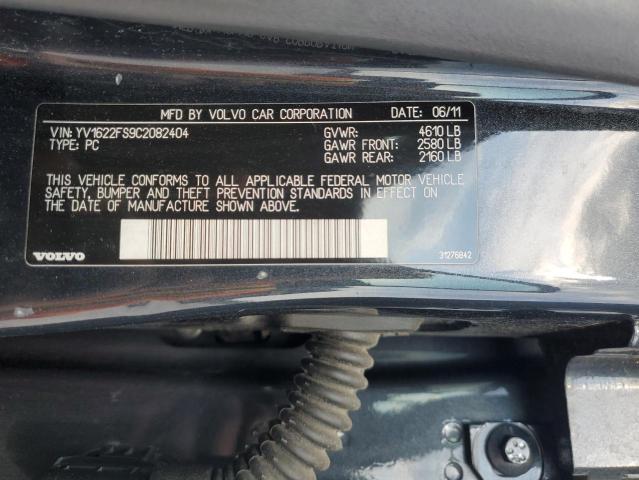 MFD BY VOLVO CAR CORPORATION DATE: 06/11
VIN: YV1622FS9C2082404 GVWR: 4610 LB
TYPE: PC GAWR FRONT: 2580 LB
GAWR REAR: 2160 LB
THIS VEHICLE CONFORMS TO ALL APPLICABLE FEDERAL MOTOR VEHICLE
SAFETY, BUMPER AND THEFT PREVENTION STANDARDS IN EFFECT ON
THE DATE OF MANUFACTURE SHOWN ABOVE.
VOLVO 31276842